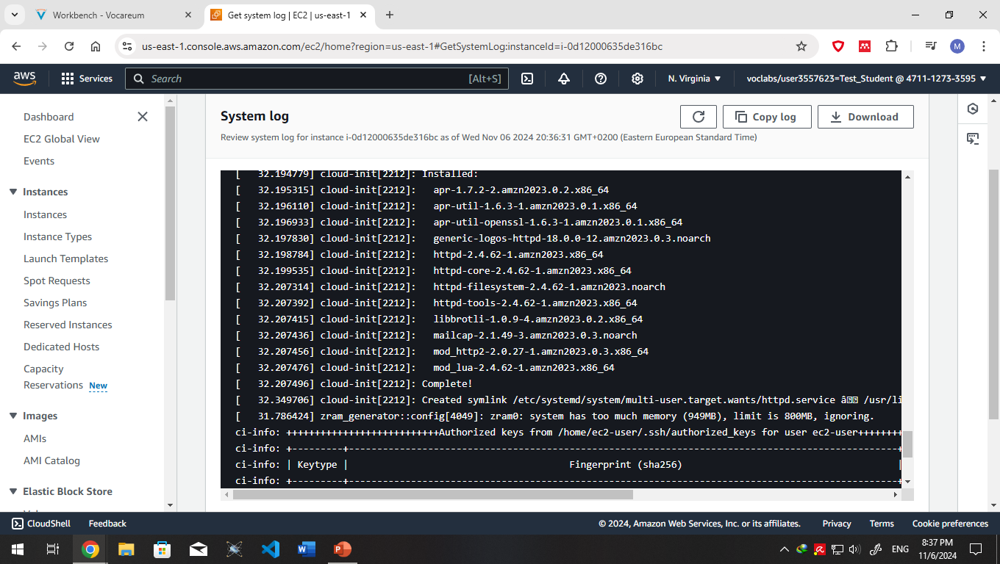 Workbench - Vocareum
Get system log | EC2 | us-east-1
us-east-1.console.aws.amazon.com/ec2/home?region=us-east-1#GetSystemLog:instanceId=i-0d12000635de316bc
M
aws
Services
Search
[Alt+S]
N. Virginia
voclabs/user3557623=Test_Student @ 4711-1273-3595
Dashboard
EC2 Global View
Events
Instances
Instances
Instance Types
Launch Templates
Spot Requests
Savings Plans
Reserved Instances
Dedicated Hosts
Capacity
Reservations New
Images
AMIs
AMI Catalog
Elastic Block Store
System log
Copy log
Download
Review system log for instance i-0d12000635de316bc as of Wed Nov 06 2024 20:36:31 GMT+0200 (Eastern European Standard Time)
[   32.194779] cloud-init[2212]: Installed:
[   32.195315] cloud-init[2212]:   apr-1.7.2-2.amzn2023.0.2.x86_64
[   32.196110] cloud-init[2212]:   apr-util-1.6.3-1.amzn2023.0.1.x86_64
[   32.196933] cloud-init[2212]:   apr-util-openssl-1.6.3-1.amzn2023.0.1.x86_64
[   32.197830] cloud-init[2212]:   generic-logos-httpd-18.0.0-12.amzn2023.0.3.noarch
[   32.198784] cloud-init[2212]:   httpd-2.4.62-1.amzn2023.x86_64
[   32.199535] cloud-init[2212]:   httpd-core-2.4.62-1.amzn2023.x86_64
[   32.207314] cloud-init[2212]:   httpd-filesystem-2.4.62-1.amzn2023.noarch
[   32.207392] cloud-init[2212]:   httpd-tools-2.4.62-1.amzn2023.x86_64
[   32.207415] cloud-init[2212]:   libbrotli-1.0.9-4.amzn2023.0.2.x86_64
[   32.207436] cloud-init[2212]:   mailcap-2.1.49-3.amzn2023.0.3.noarch
[   32.207456] cloud-init[2212]:   mod_http2-2.0.27-1.amzn2023.0.3.x86_64
[   32.207476] cloud-init[2212]:   mod_lua-2.4.62-1.amzn2023.x86_64
[   32.207496] cloud-init[2212]: Complete!
[   32.349706] cloud-init[2212]: Created symlink /etc/systemd/system/multi-user.target.wants/httpd.service â /usr/li
[   31.786424] zram_generator::config[4049]: zram0: system has too much memory (949MB), limit is 800MB, ignoring.
ci-info: +++++++++++++++++++++++++++Authorized keys from /home/ec2-user/.ssh/authorized_keys for user ec2-user++++++++
ci-info: +---------+-------------------------------------------------------------------------------------------------+
ci-info: | Keytype |                                       Fingerprint (sha256)                                      |
ci-info: +---------+-------------------------------------------------------------------------------------------------+
CloudShell
Feedback
© 2024, Amazon Web Services, Inc. or its affiliates.
Privacy
Terms
Cookie preferences
ENG
8:37 PM
11/6/2024